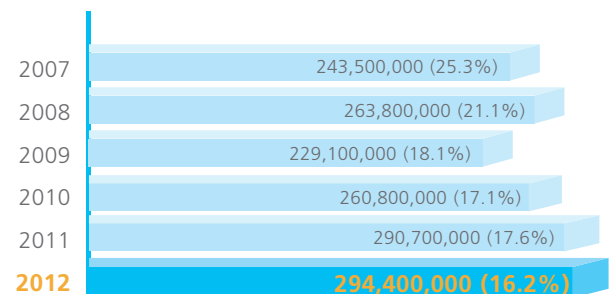 2007 243,500,000 (25.3%)
2008 263,800,000 (21.1%)
2009 229,100,000 (18.1%)
2010 260,800,000 (17.1%)
2011 290,700,000 (17.6%)
2012 294,400,000 (16.2%)